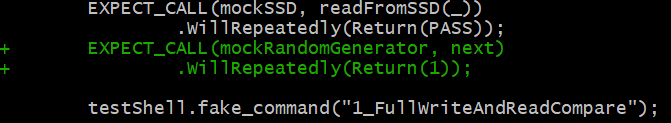 EXPECT_CALL(mockSSD, readFromSSD(_))
.WillRepeatedly(Return(PASS));
+ EXPECT_CALL(mockRandomGenerator, next)
+ .WillRepeatedly(Return(1));
testShell.fake_command("1_FullWriteAndReadCompare");